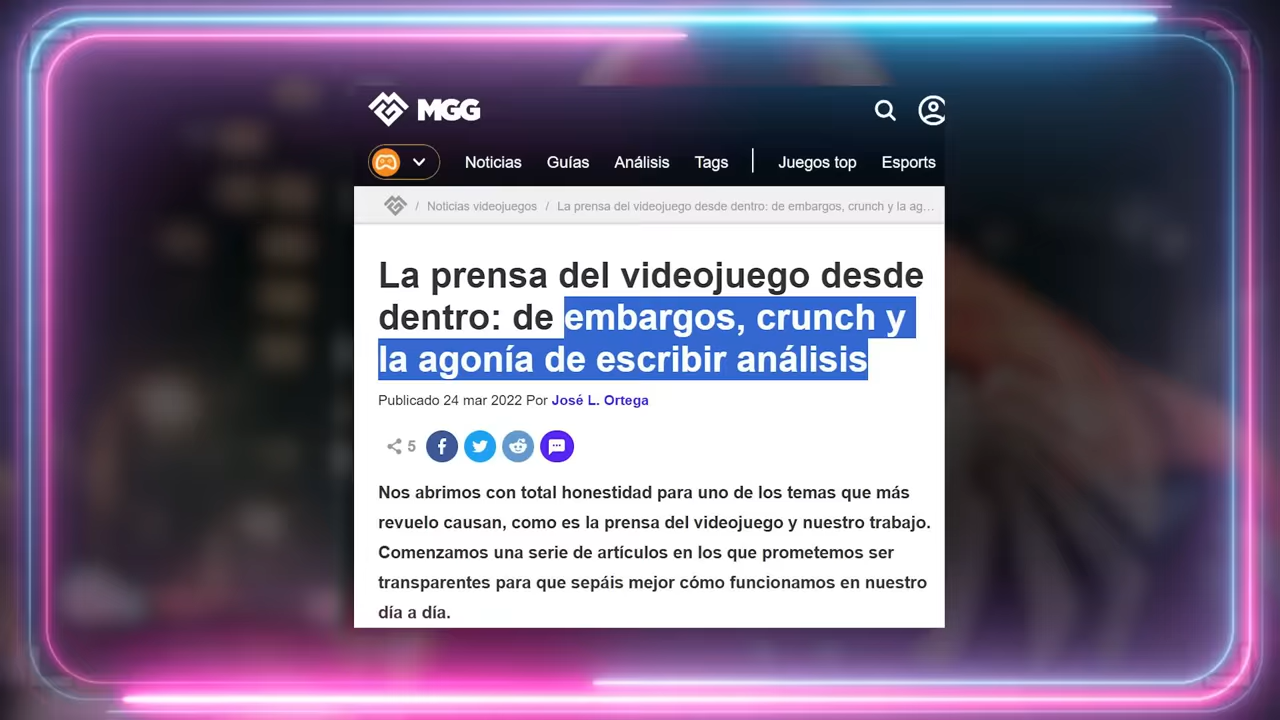 MGG
Noticias Guías Análisis Tags | Juegos top Esports
/ Noticias videojuegos / La prensa del videojuego desde dentro: de embargos, crunch y la ag...
La prensa del videojuego desde
dentro: de embargos, crunch y
la agonía de escribir análisis
Publicado 24 mar 2022 Por José L. Ortega
5
Nos abrimos con total honestidad para uno de los temas que más
revuelo causan, como es la prensa del videojuego y nuestro trabajo.
Comenzamos una serie de artículos en los que prometemos ser
transparentes para que sepáis mejor cómo funcionamos en nuestro
día a día.